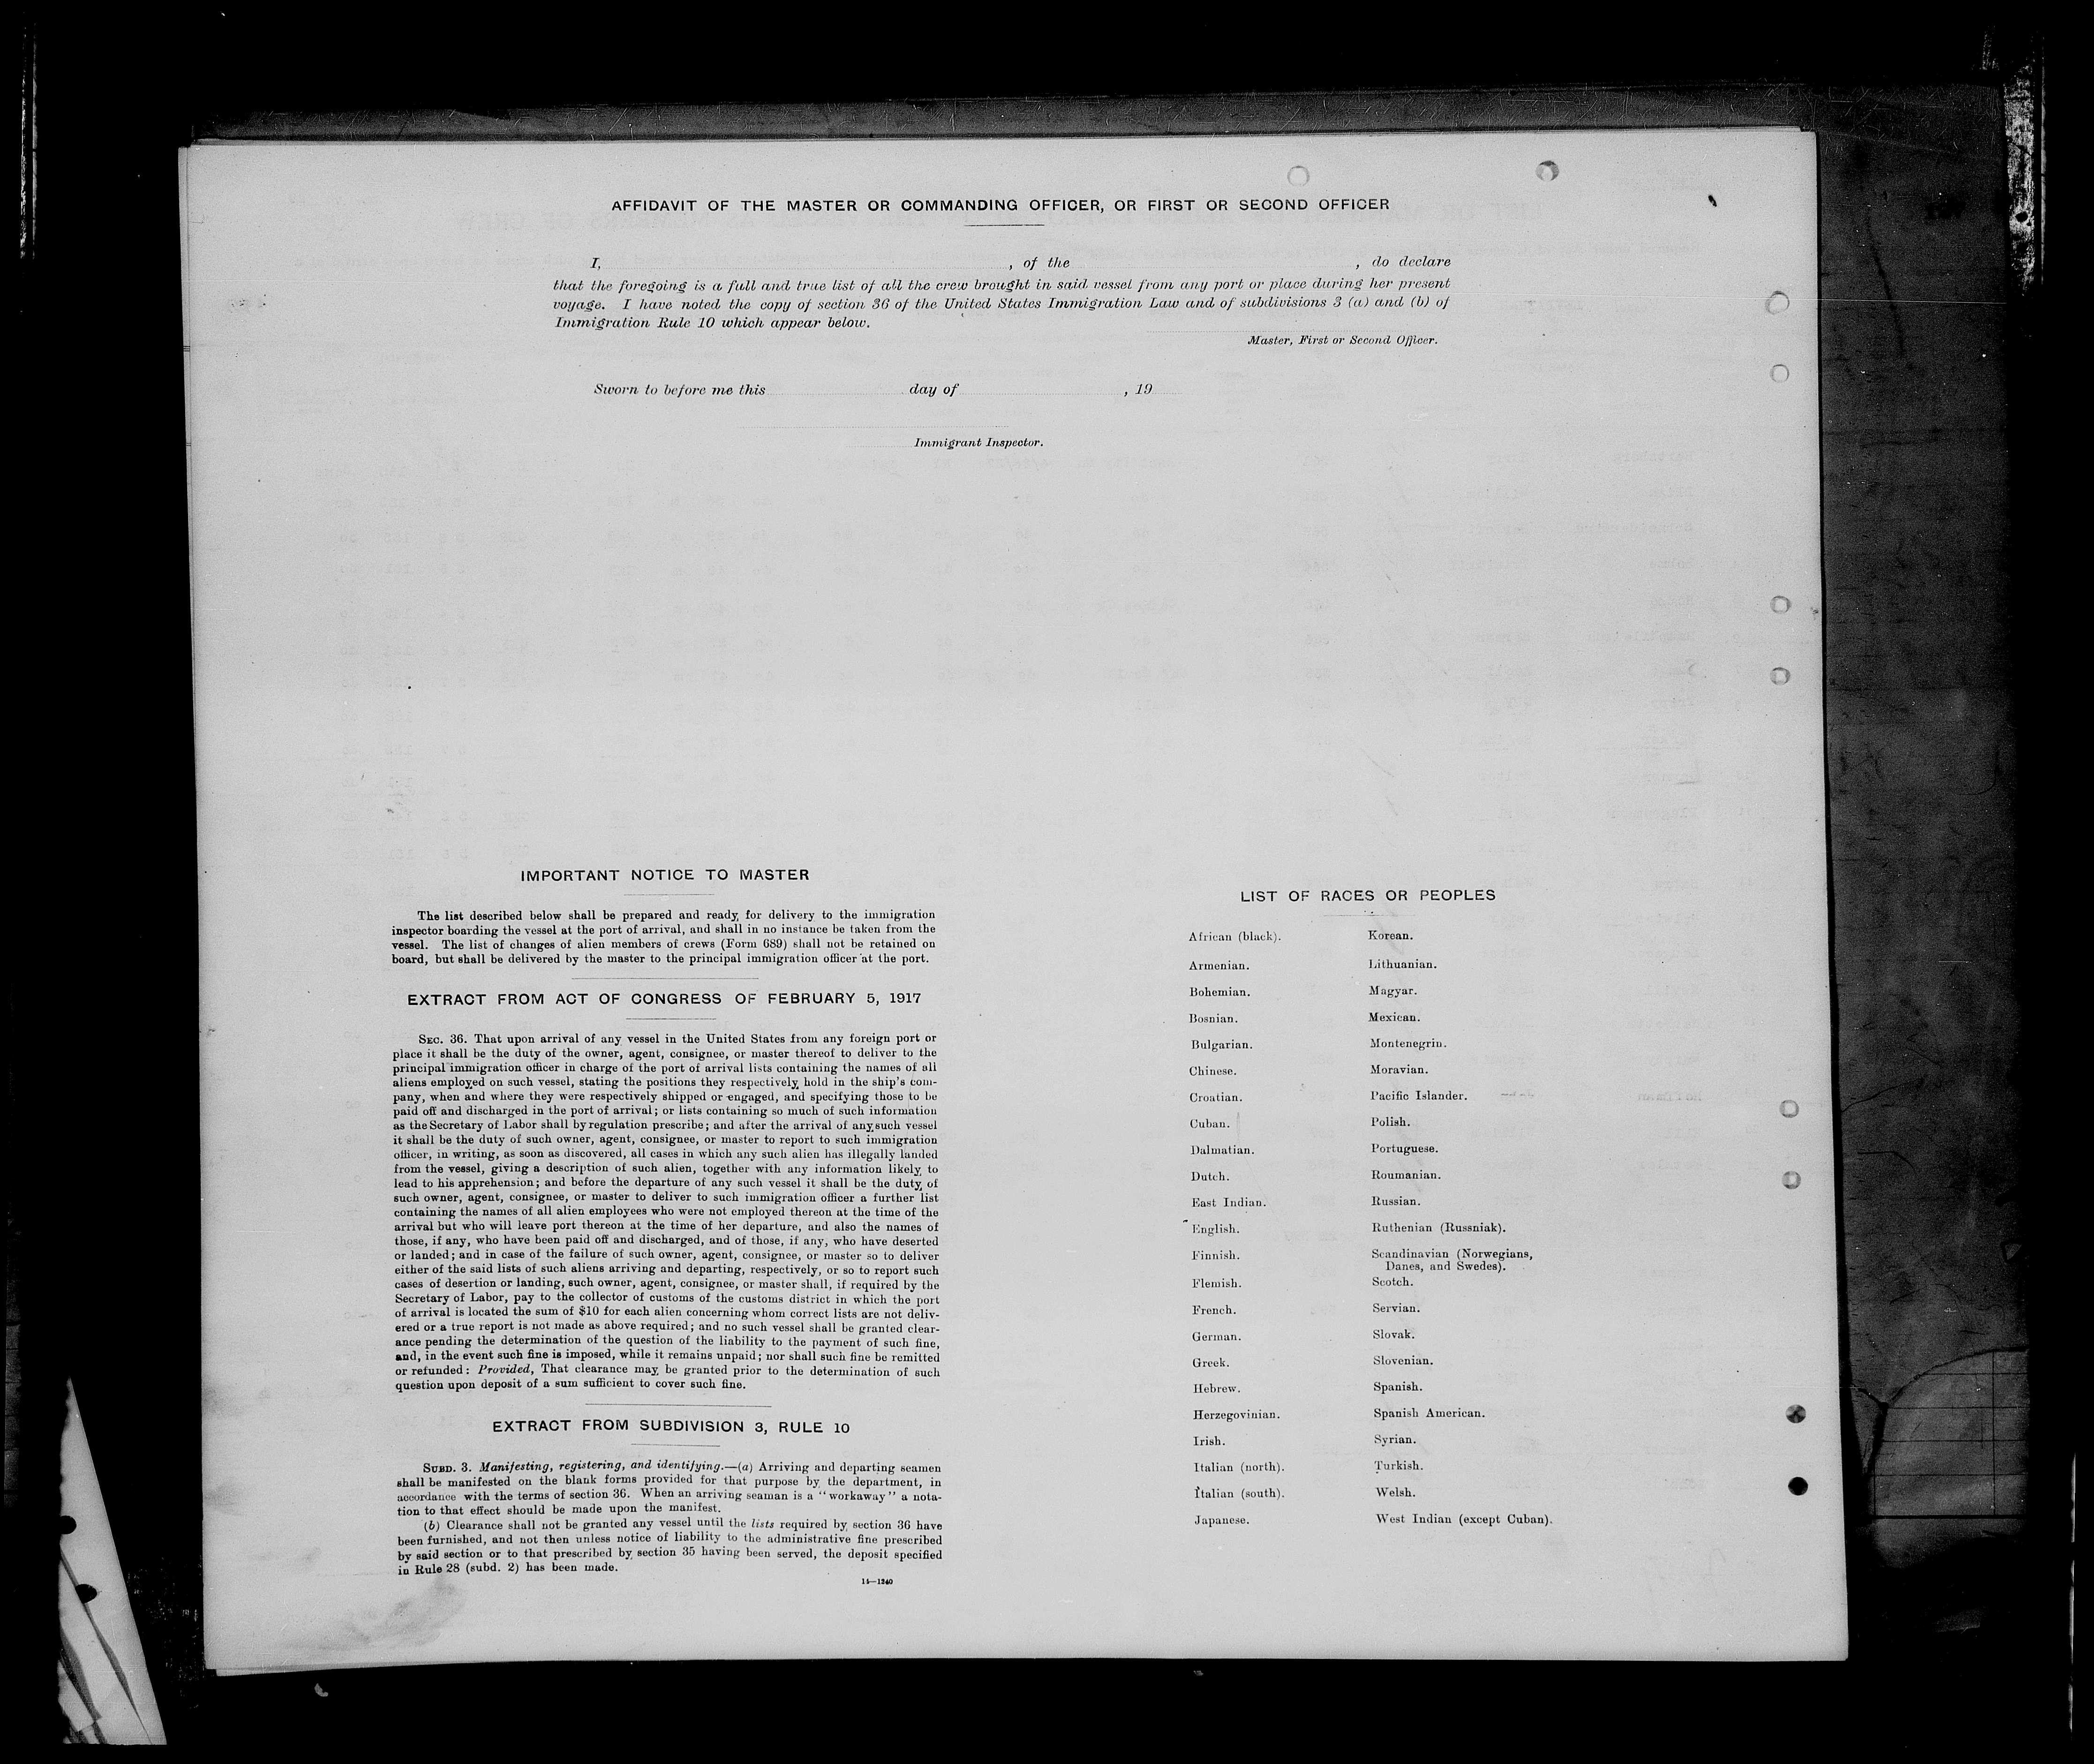 AFFIDAVIT OF THE MASTER OR COMMANDING OFFICER, OR FIRST OR SECOND OFFICER
I, , of the , do declare
that the foregoing is a full and true list of all the crew brought in said vessel from any port or place during her present
voyage. I have noted the copy of section 36 of the United States Immigration Law and of subdivisions 3 (a) and (b) of
Immigration Rule 10 which appear below.
Master, First or Second Officer.
Sworn to before me this day of , 19
Immigrant Inspector.
IMPORTANT NOTICE TO MASTER
The list described below shall be prepared and ready, for delivery to the immigration
inspector boarding the vessel at the port of arrival, and shall in no instance be taken from the
vessel. The list of changes of alien members of crews (Form 689) shall not be retained on
board, but shall be delivered by the master to the principal immigration officer at the port.
EXTRACT FROM ACT OF CONGRESS OF FEBRUARY 5, 1917
SEC. 36. That upon arrival of any vessel in the United States from any foreign port or
place it shall be the duty of the owner, agent, consignee, or master thereof to deliver to the
principal immigration officer in charge of the port of arrival lists containing the names of all
aliens employed on such vessel, stating the positions they respectively hold in the ship's com-
pany, when and where they were respectively shipped or engaged, and specifying those to be
paid off and discharged in the port of arrival; or lists containing so much of such information
as the Secretary of Labor shall by regulation prescribe; and after the arrival of any such vessel
it shall be the duty of such owner, agent, consignee, or master to report to such immigration
officer, in writing, as soon as discovered, all cases in which any such alien has illegally landed
from the vessel, giving a description of such alien, together with any information likely to
lead to his apprehension; and before the departure of any such vessel it shall be the duty of
such owner, agent, consignee, or master to deliver to such immigration officer a further list
containing the names of all alien employees who were not employed thereon at the time of the
arrival but who will leave port thereon at the time of her departure, and also the names of
those, if any, who have been paid off and discharged, and of those, if any, who have deserted
or landed; and in case of the failure of such owner, agent, consignee, or master so to deliver
either of the said lists of such aliens arriving and departing, respectively, or so to report such
cases of desertion or landing, such owner, agent, consignee, or master shall, if required by the
Secretary of Labor, pay to the collector of customs of the customs district in which the port
of arrival is located the sum of $10 for each alien concerning whom correct lists are not deliv-
ered or a true report is not made as above required; and no such vessel shall be granted clear-
ance pending the determination of the question of the liability to the payment of such fine,
and, in the event such fine is imposed, while it remains unpaid; nor shall such fine be remitted
or refunded: Provided, That clearance may be granted prior to the determination of such
question upon deposit of a sum sufficient to cover such fine.
EXTRACT FROM SUBDIVISION 3, RULE 10
SUBD. 3. Manifesting, registering, and identifying.—(a) Arriving and departing seamen
shall be manifested on the blank forms provided for that purpose by the department, in
accordance with the terms of section 36. When an arriving seaman is a "workaway" a nota-
tion to that effect should be made upon the manifest.
(b) Clearance shall not be granted any vessel until the lists required by section 36 have
been furnished, and not then unless notice of liability to the administrative fine prescribed
by said section or to that prescribed by section 35 having been served, the deposit specified
in Rule 28 (subd. 2) has been made.
14—1240
LIST OF RACES OR PEOPLES
African (black).
Armenian.
Bohemian.
Bosnian.
Bulgarian.
Chinese.
Croatian.
Cuban.
Dalmatian.
Dutch.
East Indian.
English.
Finnish.
Flemish.
French.
German.
Greek.
Hebrew.
Herzegovinian.
Irish.
Italian (north).
Italian (south).
Japanese.
Korean.
Lithuanian.
Magyar.
Mexican.
Montenegrin.
Moravian.
Pacific Islander.
Polish.
Portuguese.
Roumanian.
Russian.
Ruthenian (Russniak).
Scandinavian (Norwegians,
Danes, and Swedes).
Scotch.
Servian.
Slovak.
Slovenian.
Spanish.
Spanish American.
Syrian.
Turkish.
Welsh.
West Indian (except Cuban).